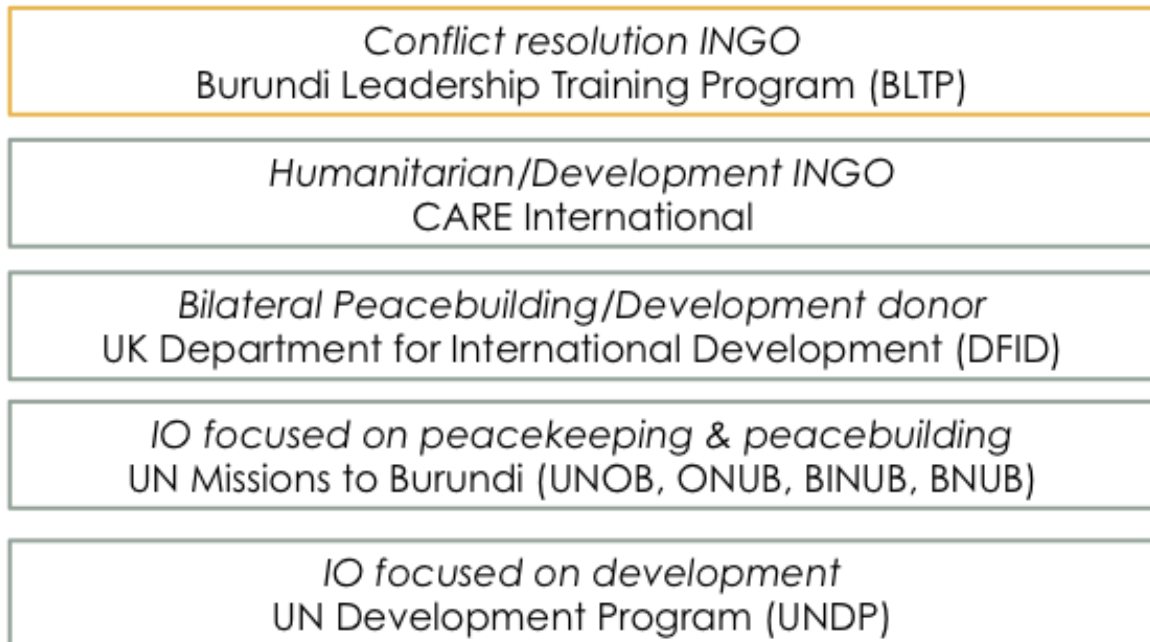 Conflict resolution INGO
Burundi Leadership Training Program (BLTP)
Humanitarian/Development INGO
CARE International
Bilateral Peacebuilding/Development donor
UK Department for International Development (DFID)
IO focused on peacekeeping & peacebuilding
UN Missions to Burundi (UNOB, ONUB, BINUB, BNUB)
IO focused on development
UN Development Program (UNDP)